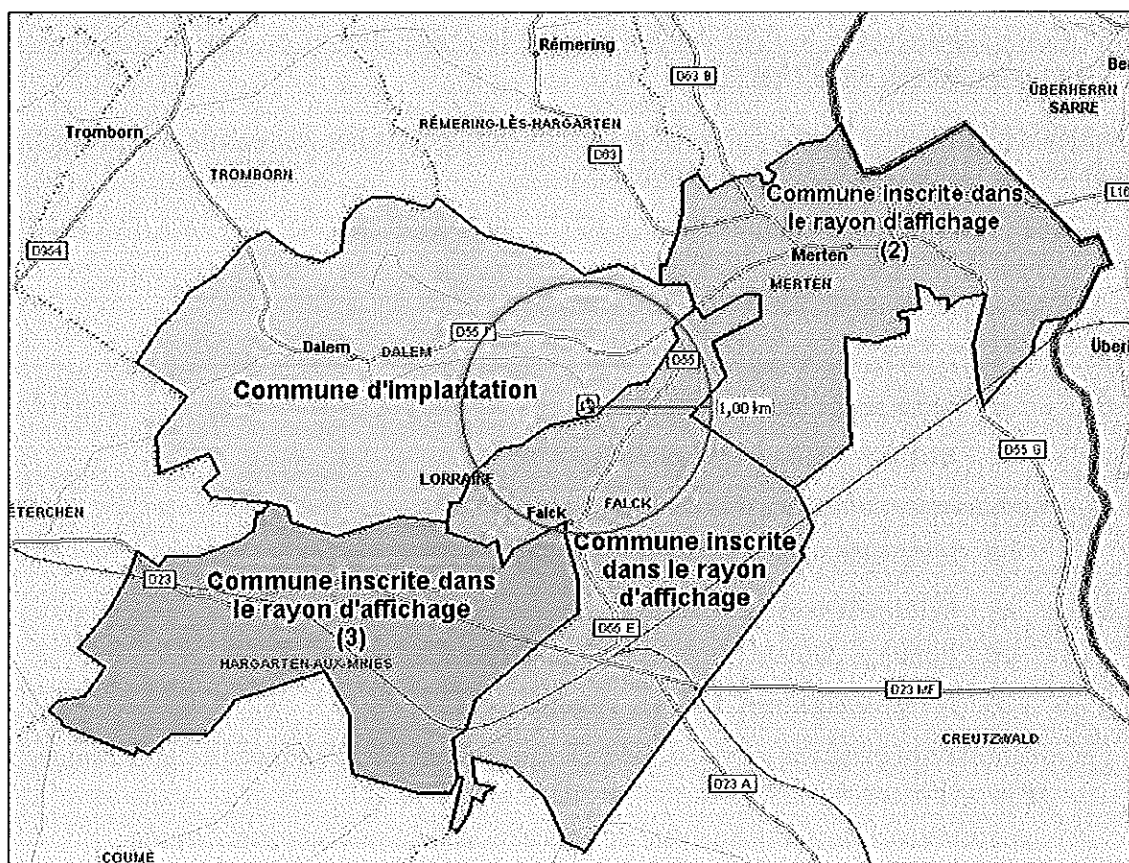 Rémering
D63 B
Ber
ÜBERHERRN
SARRE
Tromborn
RÉMERING-LÈS-HARGARTEN
D63
TROMBORN
Commune inscrite dans
le rayon d'affichage
(2)
L16
D954
Merten
MERTEN
D55
Dalem
DALEM
D55
Überl
Commune d'implantation
1,00 km
D55 G
LORRAINE
ÉTERCHEN
Falck
FALCK
Commune inscrite
dans le rayon
d'affichage
D23
Commune inscrite dans
le rayon d'affichage
(3)
D55 E
HARGARTEN-AUX-MINES
D23 MF
CREUTZWALD
D23 A
COUME